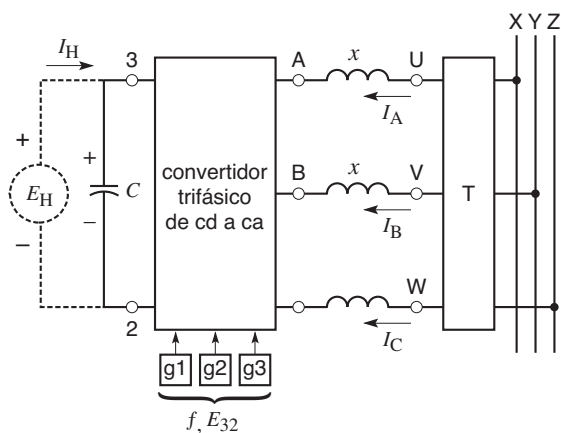 X Y Z
I_H
3
A
x
U
I_A
+
E_H
−
+
C
−
convertidor
trifásico
de cd a ca
B
x
V
I_B
T
2
W
I_C
g1 g2 g3
f, E_32